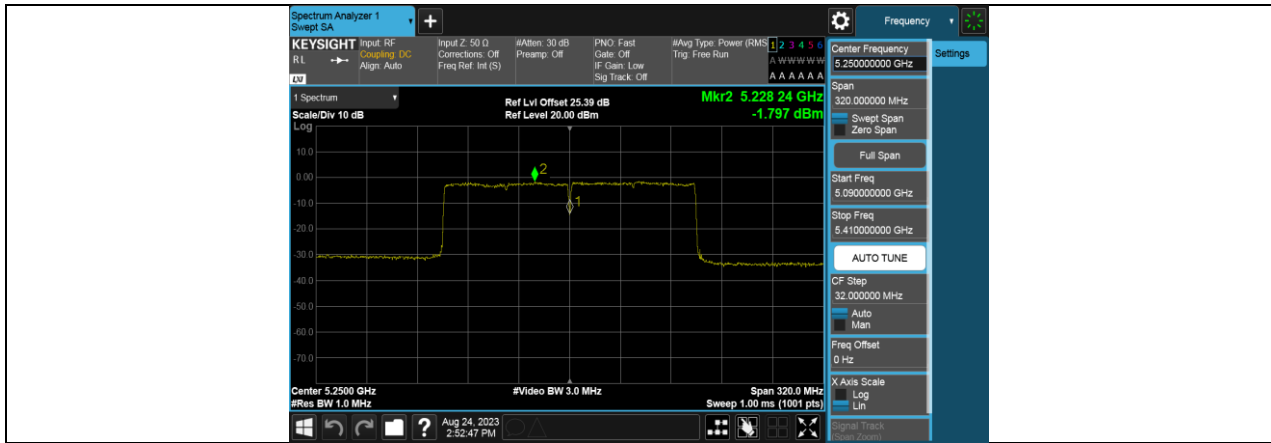 Spectrum Analyzer 1
Swept SA
Frequency
KEYSIGHT
RL
LXI
Input: RF
Coupling: DC
Align: Auto
Input Z: 50 Ω
Corrections: Off
Freq Ref: Int (S)
#Atten: 30 dB
Preamp: Off
PNO: Fast
Gate: Off
IF Gain: Low
Sig Track: Off
#Avg Type: Power (RMS
Trig: Free Run
1 2 3 4 5 6
A W W W W W
A A A A A A
Settings
1 Spectrum
Scale/Div 10 dB
Ref Lvl Offset 25.39 dB
Ref Level 20.00 dBm
Mkr2 5.228 24 GHz
-1.797 dBm
Log
10.0
0.00
-10.0
-20.0
-30.0
-40.0
-50.0
-60.0
-70.0
2
1
Center 5.2500 GHz
#Res BW 1.0 MHz
#Video BW 3.0 MHz
Span 320.0 MHz
Sweep 1.00 ms (1001 pts)
Center Frequency
5.250000000 GHz
Span
320.000000 MHz
Swept Span
Zero Span
Full Span
Start Freq
5.090000000 GHz
Stop Freq
5.410000000 GHz
AUTO TUNE
CF Step
32.000000 MHz
Auto
Man
Freq Offset
0 Hz
X Axis Scale
Log
Lin
Signal Track
(Span Zoom)
?
Aug 24, 2023
2:52:47 PM